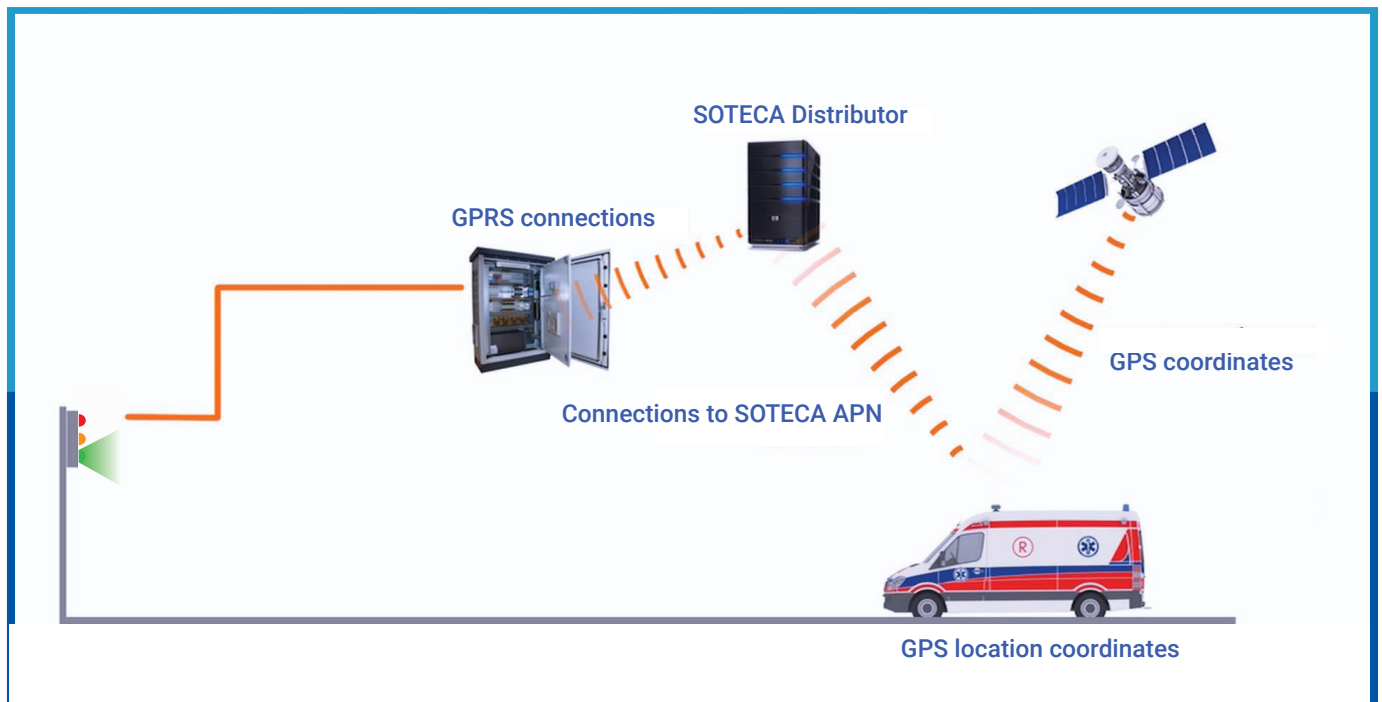 SOTECA Distributor
GPRS connections
GPS coordinates
Connections to SOTECA APN
R
GPS location coordinates